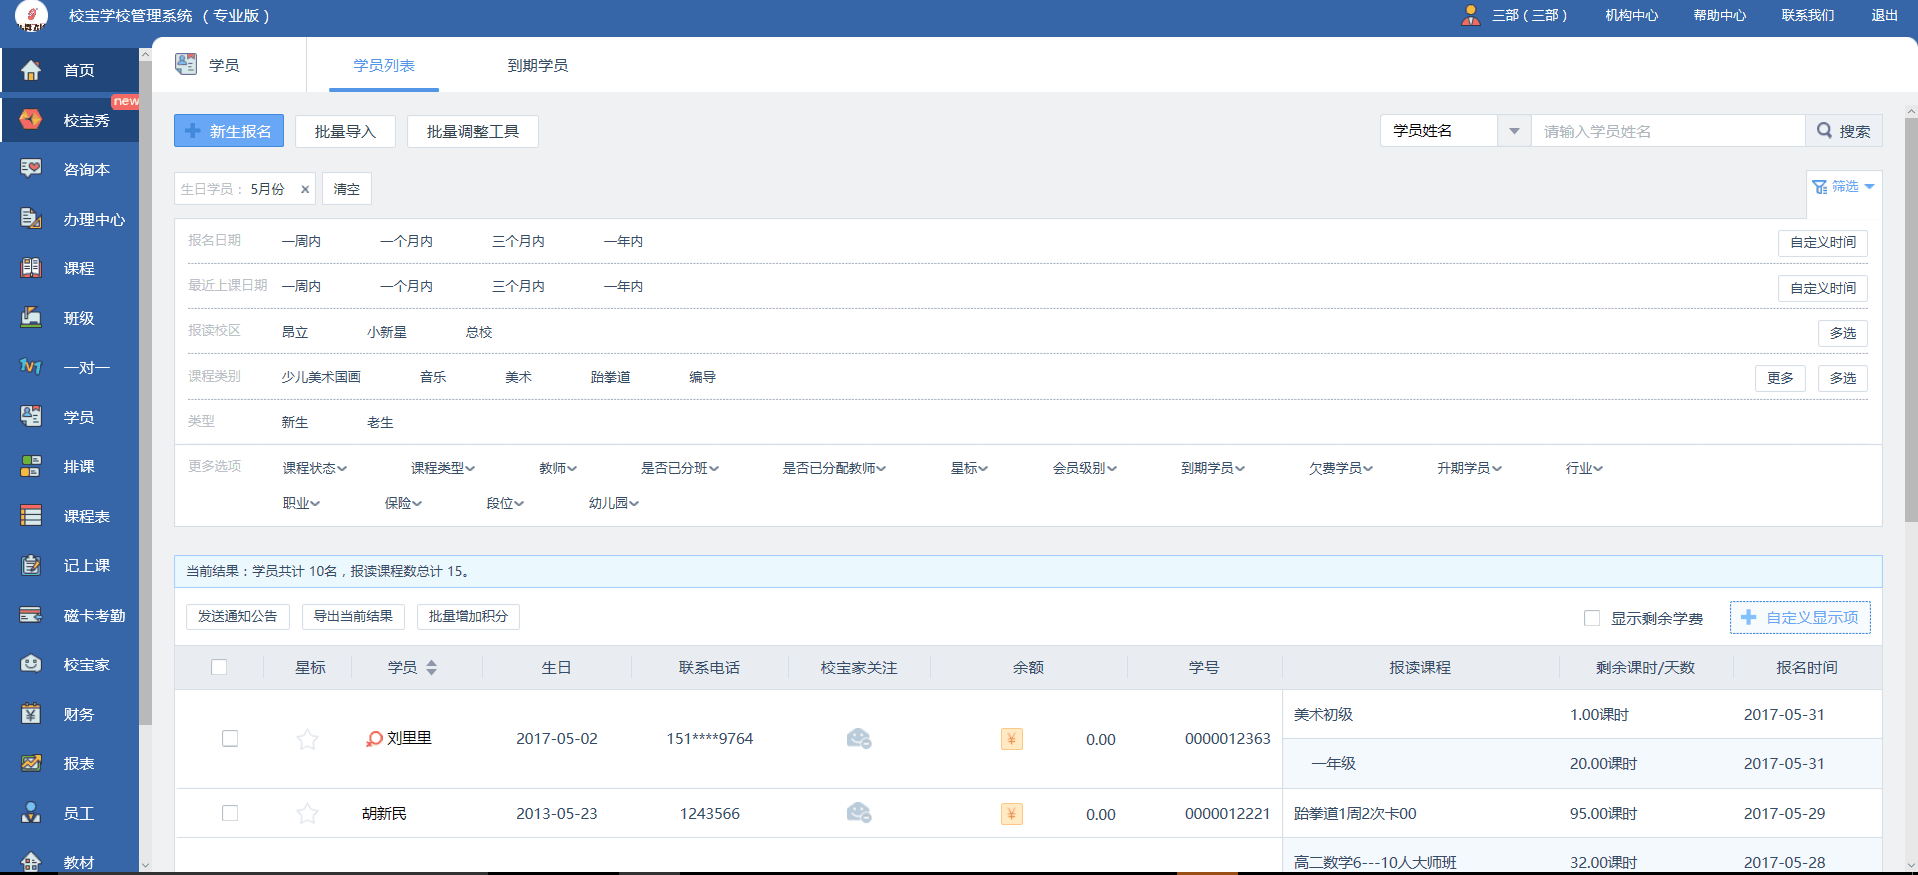 校宝学校管理系统 （专业版）
三部（三部） 机构中心 帮助中心 联系我们 退出
首页
new
校宝秀
咨询本
办理中心
课程
班级
一对一
学员
排课
课程表
记上课
磁卡考勤
校宝家
财务
报表
员工
教材
学员 学员列表 到期学员
新生报名 批量导入 批量调整工具 学员姓名 请输入学员姓名 搜索
生日学员： 5月份 × 清空 筛选
报名日期 一周内 一个月内 三个月内 一年内 自定义时间
最近上课日期 一周内 一个月内 三个月内 一年内 自定义时间
报读校区 昂立 小新星 总校 多选
课程类别 少儿美术国画 音乐 美术 跆拳道 编导 更多 多选
类型 新生 老生
更多选项 课程状态 课程类型 教师 是否已分班 是否已分配教师 星标 会员级别 到期学员 欠费学员 升期学员 行业
职业 保险 段位 幼儿园
当前结果：学员共计 10名，报读课程数总计 15。
发送通知公告 导出当前结果 批量增加积分 显示剩余学费 自定义显示项
星标 学员 生日 联系电话 校宝家关注 余额 学号 报读课程 剩余课时/天数 报名时间
刘里里 2017-05-02 151****9764 ¥ 0.00 0000012363 美术初级 1.00课时 2017-05-31
一年级 20.00课时 2017-05-31
胡新民 2013-05-23 1243566 ¥ 0.00 0000012221 跆拳道1周2次卡00 95.00课时 2017-05-29
高二数学6---10人大师班 32.00课时 2017-05-28